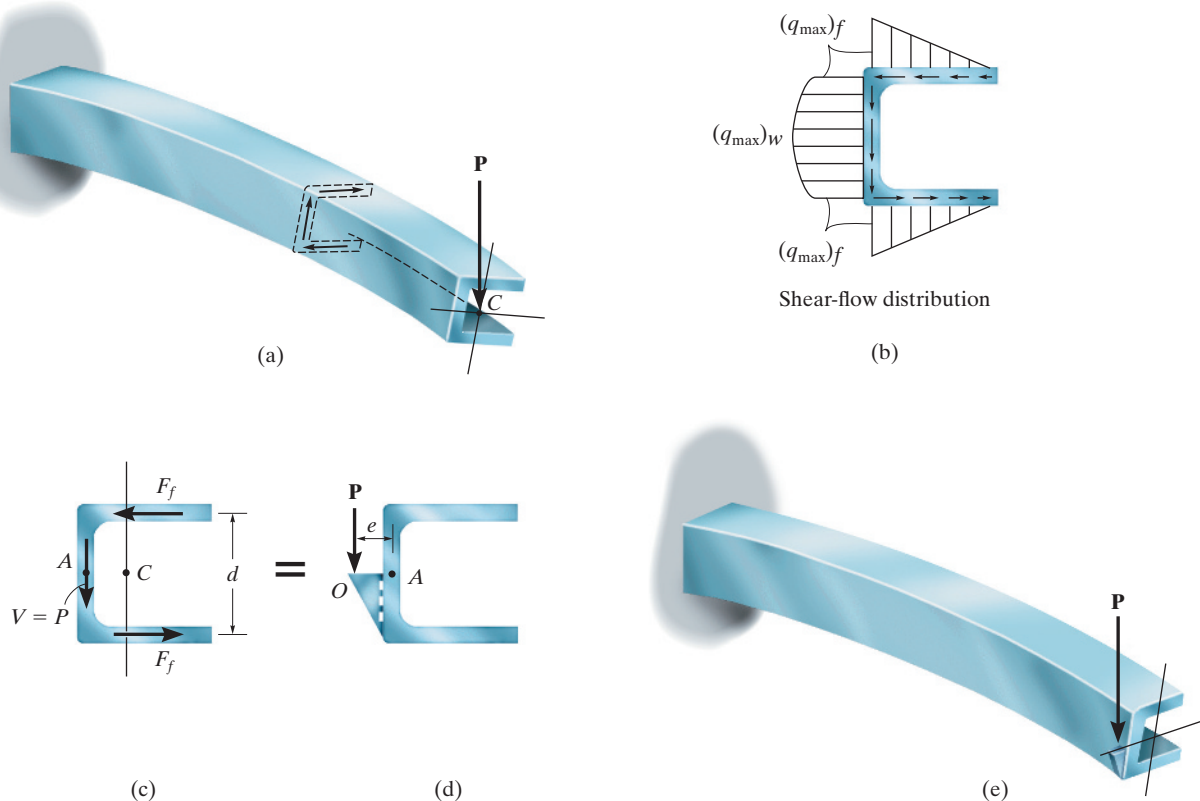 P
C
(a)
(q_max)_f
(q_max)_w
(q_max)_f
Shear-flow distribution
(b)
F_f
A
C
d
V = P
F_f
(c)
=
P
e
O
A
(d)
P
(e)